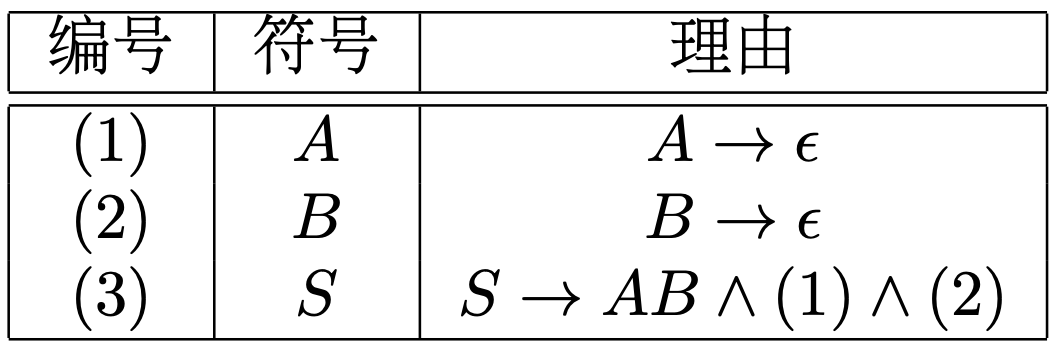 编号 符号 理由
(1) A A → ϵ
(2) B B → ϵ
(3) S S → AB ∧ (1) ∧ (2)